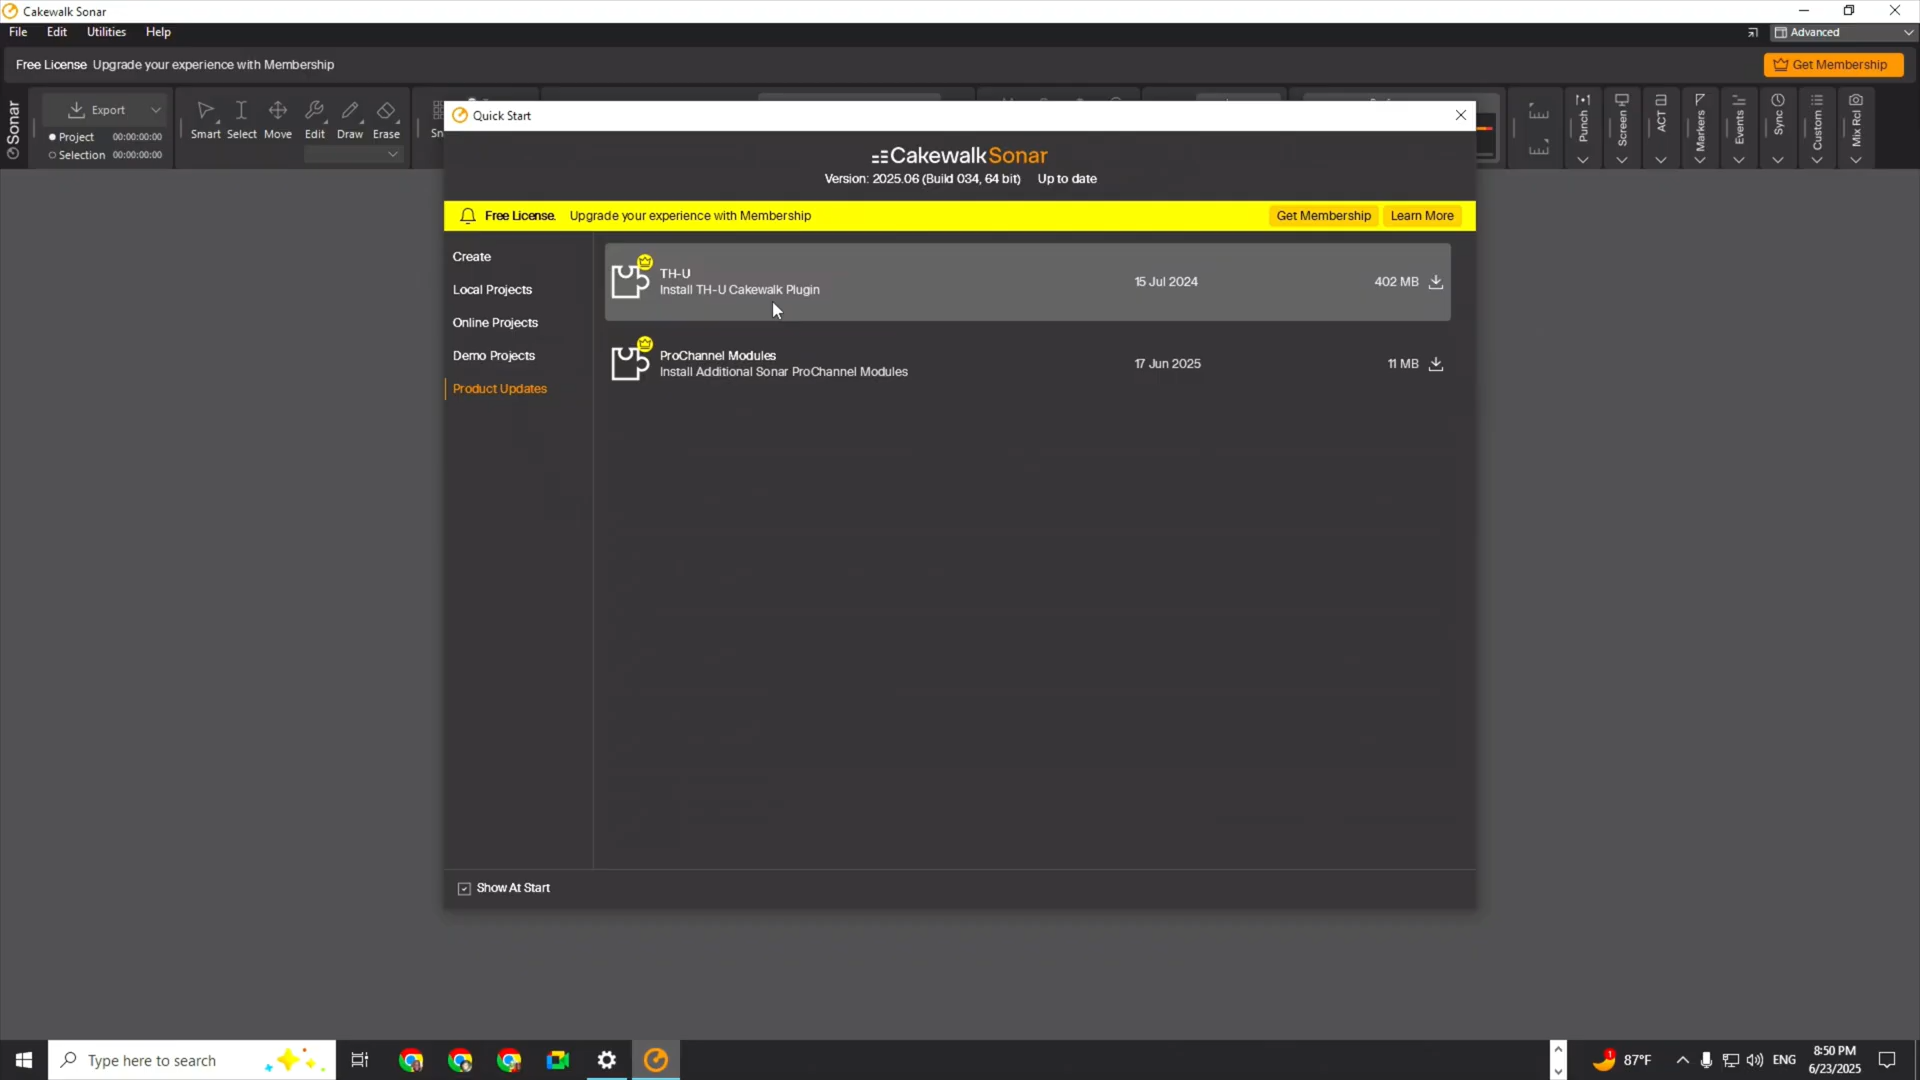 Cakewalk Sonar
File Edit Utilities Help
Advanced
Free License Upgrade your experience with Membership
Get Membership
Sonar
Export
Project 00:00:00:00
Selection 00:00:00:00
Smart Select Move Edit Draw Erase
Sn
Punch
Screen
ACT
Markers
Events
Sync
Custom
Mix Rcl
Quick Start
CakewalkSonar
Version: 2025.06 (Build 034, 64 bit) Up to date
Free License. Upgrade your experience with Membership
Get Membership Learn More
Create
Local Projects
Online Projects
Demo Projects
Product Updates
TH-U
Install TH-U Cakewalk Plugin
15 Jul 2024
402 MB
ProChannel Modules
Install Additional Sonar ProChannel Modules
17 Jun 2025
11 MB
Show At Start
Type here to search
1
87°F
ENG
8:50 PM
6/23/2025